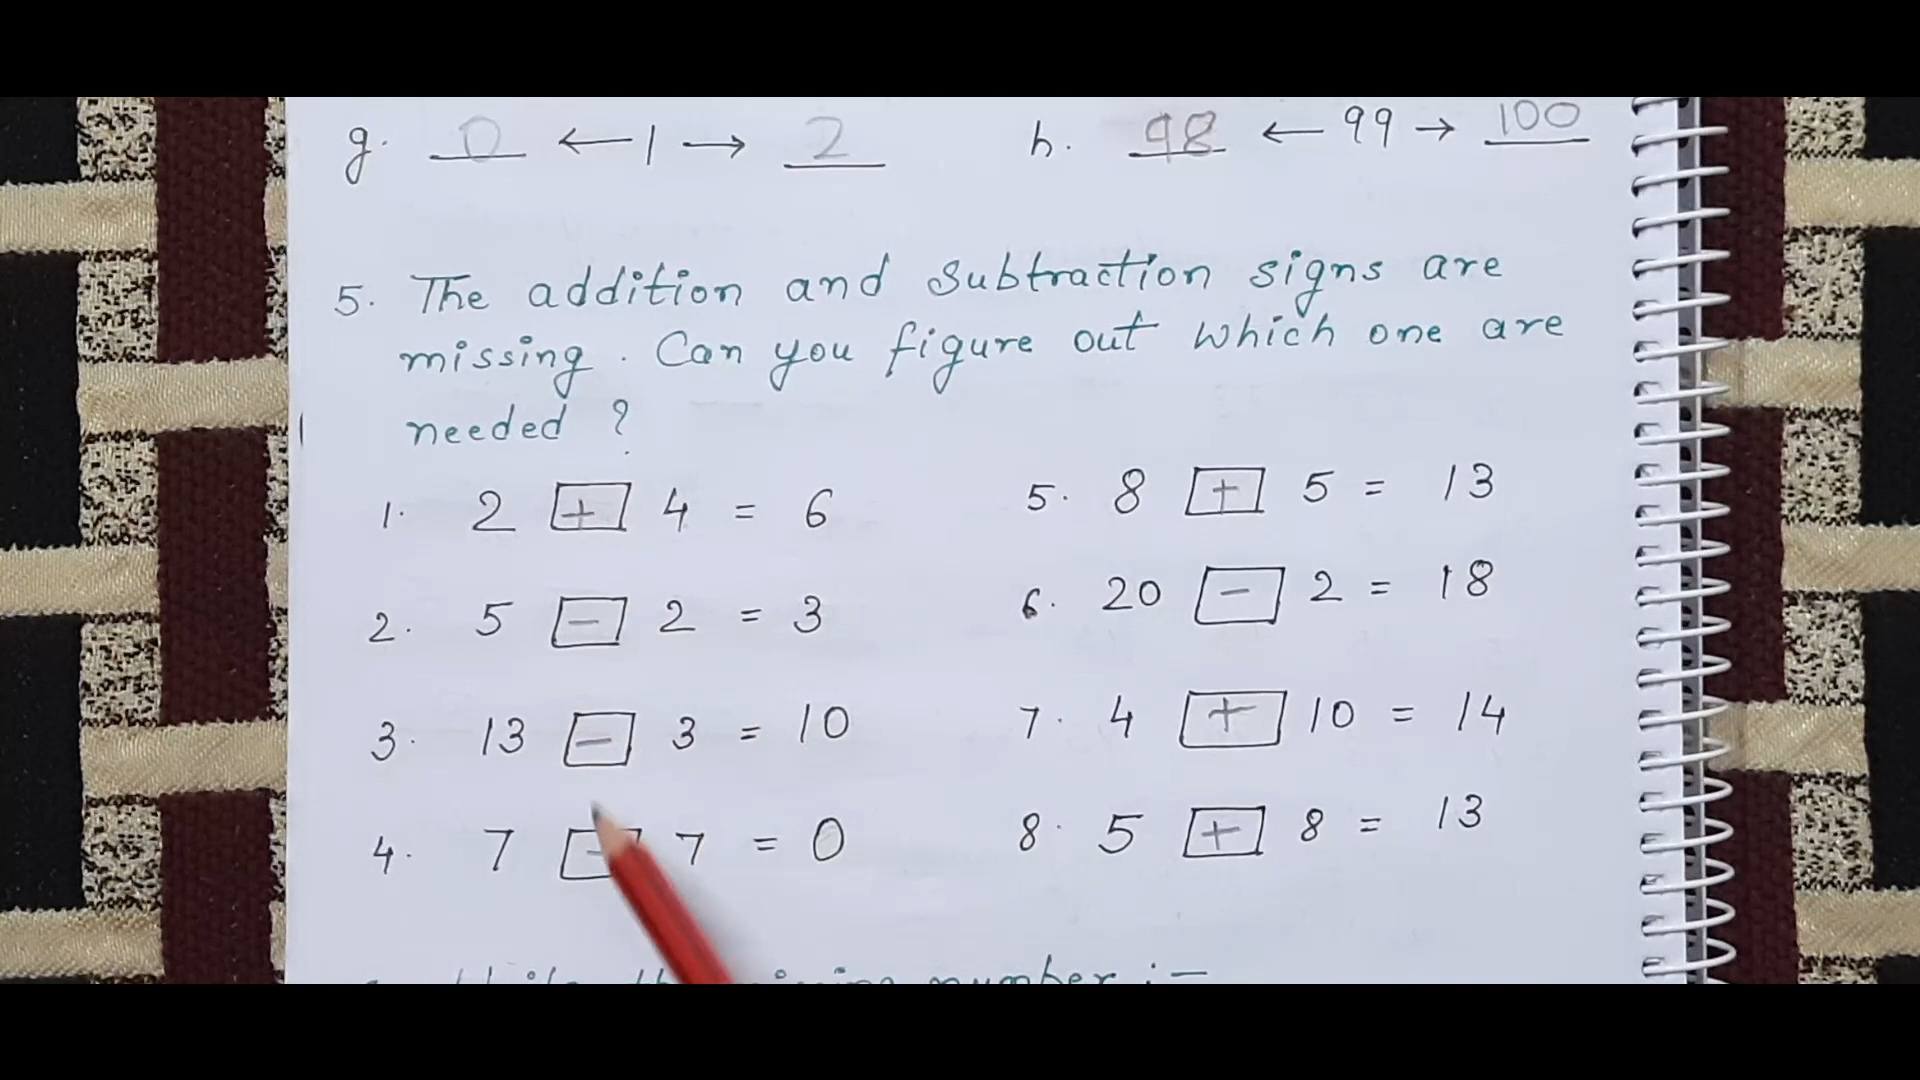 g. 0 ← 1 → 2 h. 98 ← 99 → 100
5. The addition and subtraction signs are
missing. Can you figure out which one are
needed ?
1. 2 + 4 = 6 5. 8 + 5 = 13
2. 5 - 2 = 3 6. 20 - 2 = 18
3. 13 - 3 = 10 7. 4 + 10 = 14
4. 7 - 7 = 0 8. 5 + 8 = 13
number :-